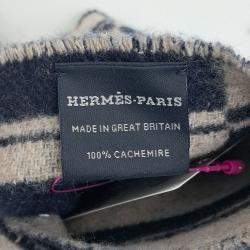 HERMÈS-PARIS
MADE IN GREAT BRITAIN
100% CACHEMIRE